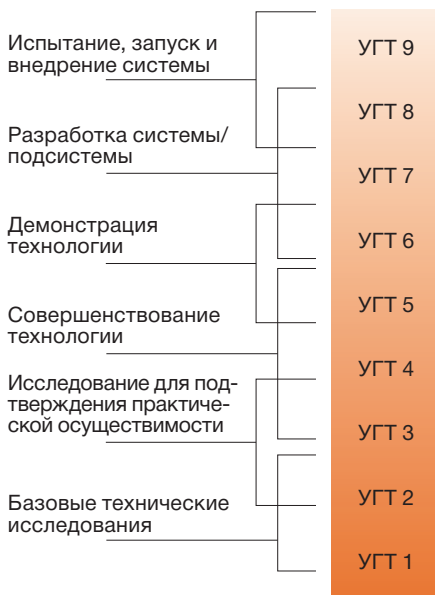 Испытание, запуск и
внедрение системы
Разработка системы/
подсистемы
Демонстрация
технологии
Совершенствование
технологии
Исследование для под-
тверждения практиче-
ской осуществимости
Базовые технические
исследования
УГТ 9
УГТ 8
УГТ 7
УГТ 6
УГТ 5
УГТ 4
УГТ 3
УГТ 2
УГТ 1